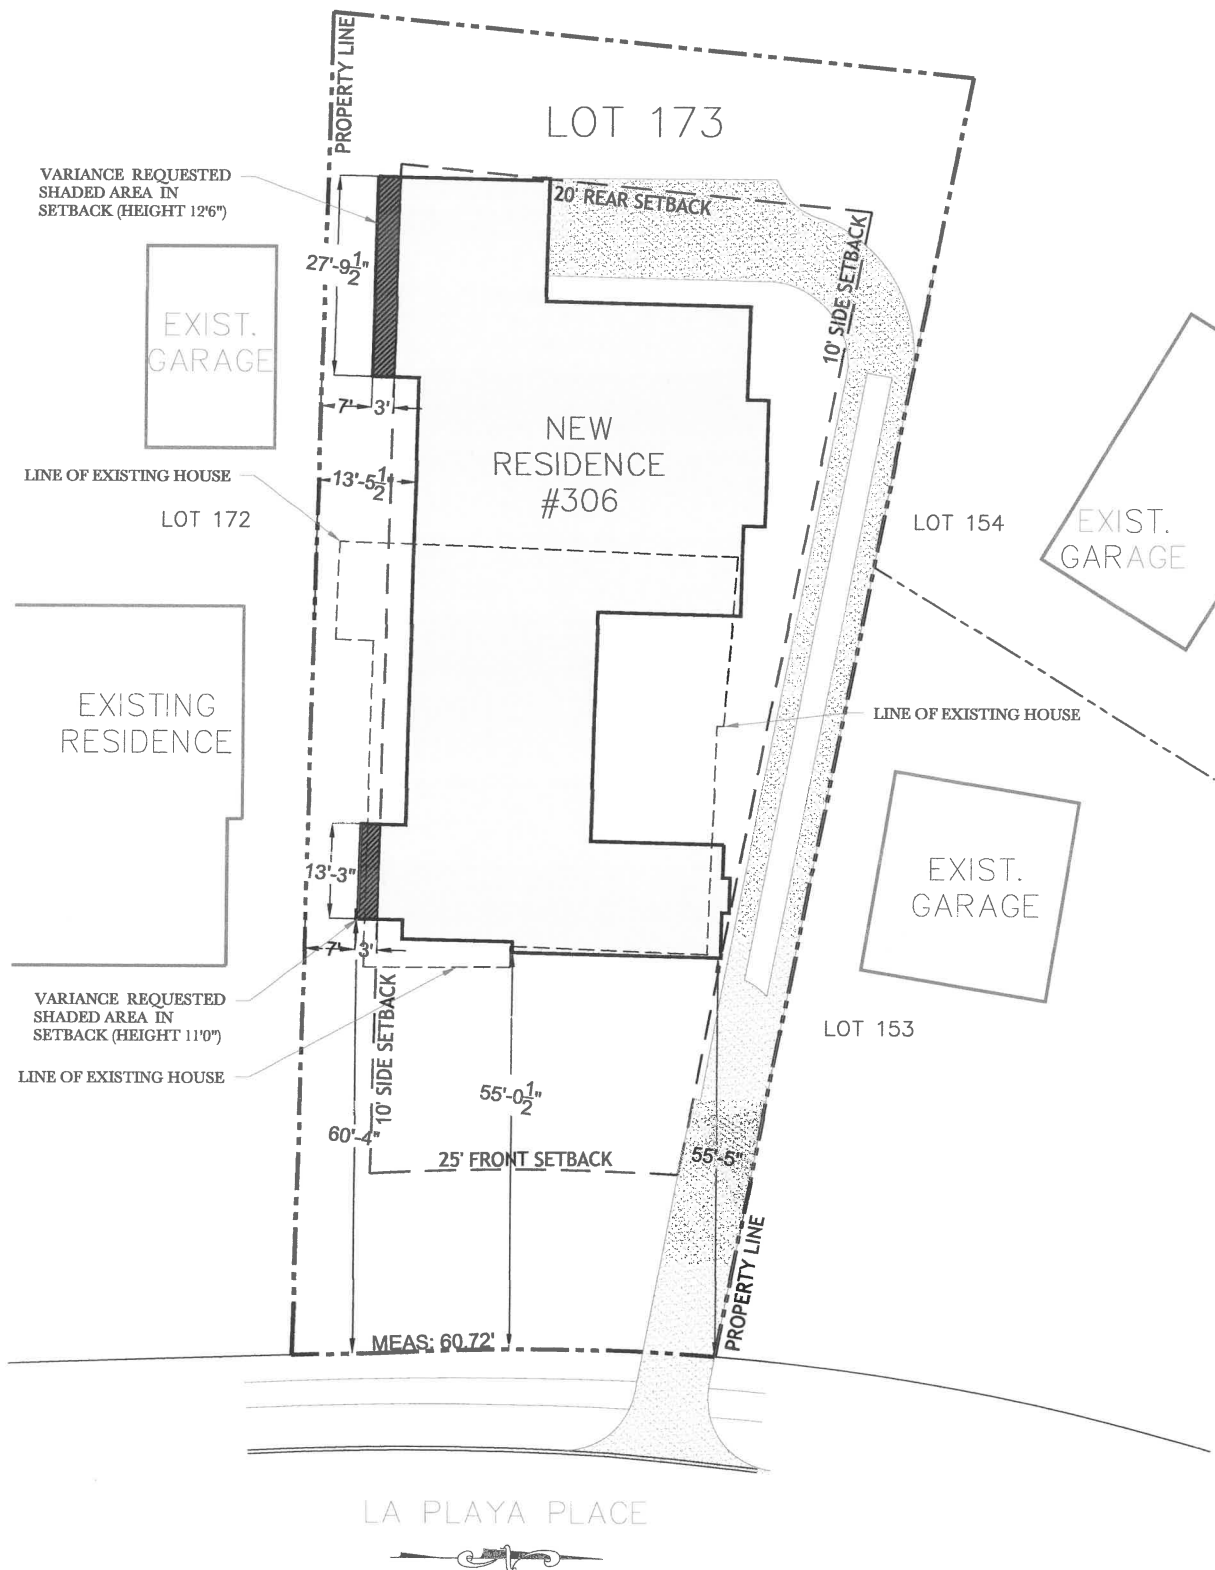 PROPERTY LINE
LOT 173
VARIANCE REQUESTED
SHADED AREA IN
SETBACK (HEIGHT 12'6")
20' REAR SETBACK
10' SIDE SETBACK
27'-9 1/2"
EXIST.
GARAGE
7' 3'
NEW
RESIDENCE
#306
LINE OF EXISTING HOUSE
13'-5 1/2"
LOT 172
LOT 154
EXIST.
GARAGE
EXISTING
RESIDENCE
LINE OF EXISTING HOUSE
13'-3"
EXIST.
GARAGE
7' 3'
VARIANCE REQUESTED
SHADED AREA IN
SETBACK (HEIGHT 11'0")
10' SIDE SETBACK
LOT 153
LINE OF EXISTING HOUSE
55'-0 1/2"
60'-4"
25' FRONT SETBACK
55'-5"
PROPERTY LINE
MEAS: 60.72'
LA PLAYA PLACE